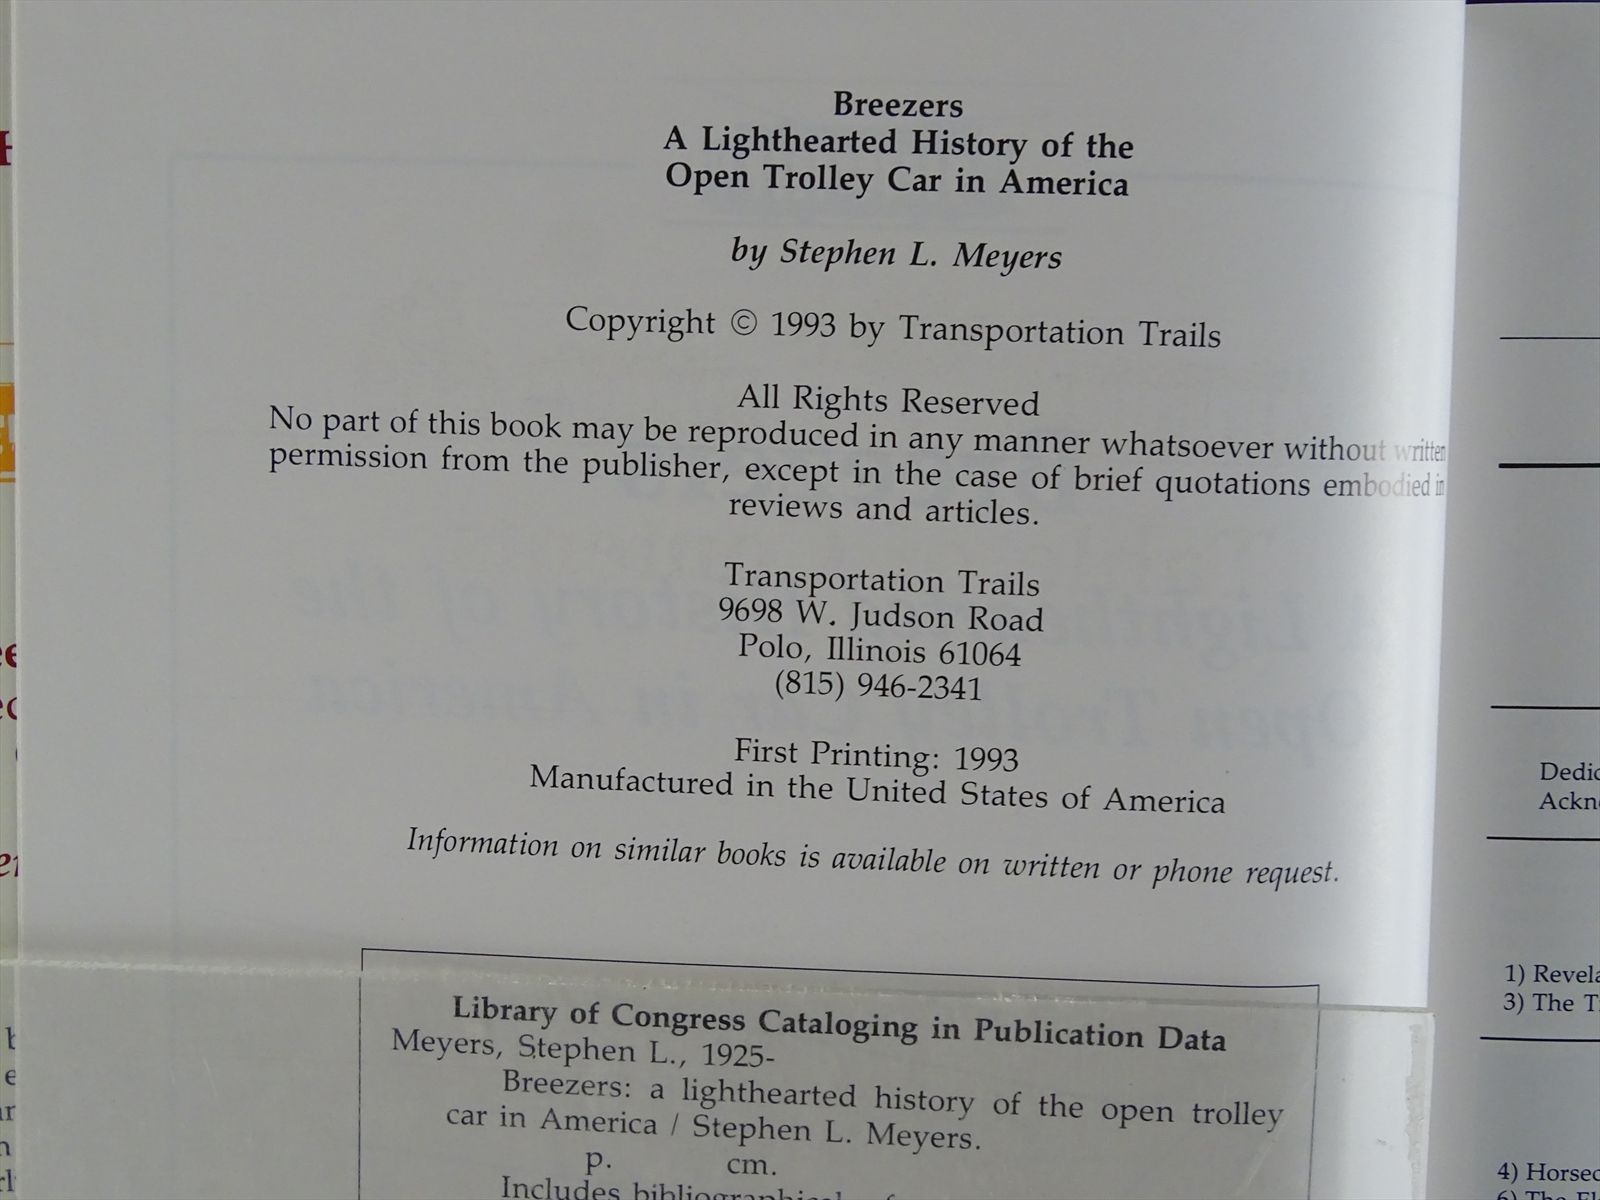 Breezers
A Lighthearted History of the
Open Trolley Car in America
by Stephen L. Meyers
Copyright © 1993 by Transportation Trails
All Rights Reserved
No part of this book may be reproduced in any manner whatsoever without written
permission from the publisher, except in the case of brief quotations embodied in
reviews and articles.
Transportation Trails
9698 W. Judson Road
Polo, Illinois 61064
(815) 946-2341
First Printing: 1993
Manufactured in the United States of America
Information on similar books is available on written or phone request.
Library of Congress Cataloging in Publication Data
Meyers, Stephen L., 1925-
Breezers: a lighthearted history of the open trolley
car in America / Stephen L. Meyers.
p. cm.
Includes
1)
3) The
4)